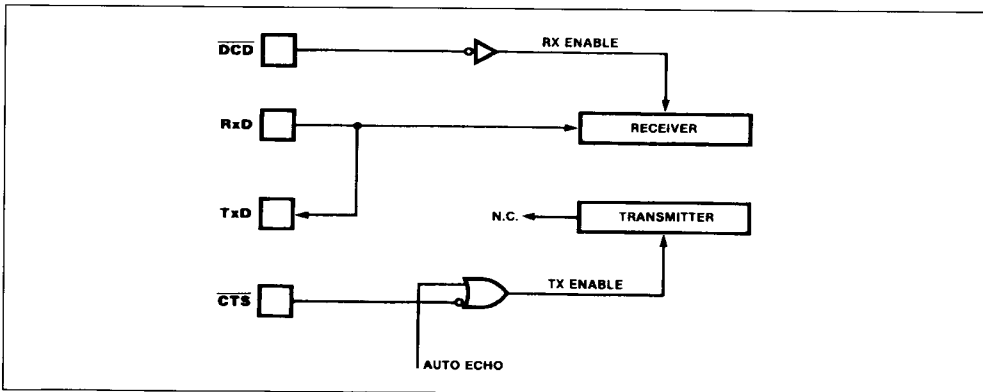 DCD
RX ENABLE
RxD
RECEIVER
TxD
N.C.
TRANSMITTER
CTS
TX ENABLE
AUTO ECHO